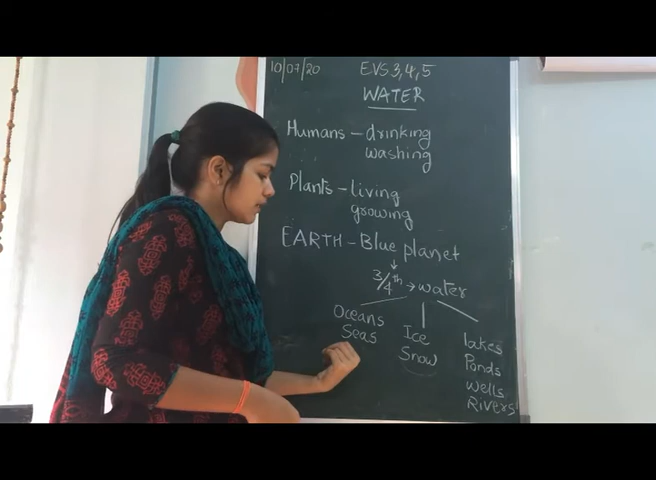 10/07/20 EVS 3,4,5
WATER
Humans – drinking
washing
Plants – living
growing
EARTH – Blue planet
3/4th → water
Oceans
Seas
Ice
Snow
lakes
Ponds
Wells
Rivers